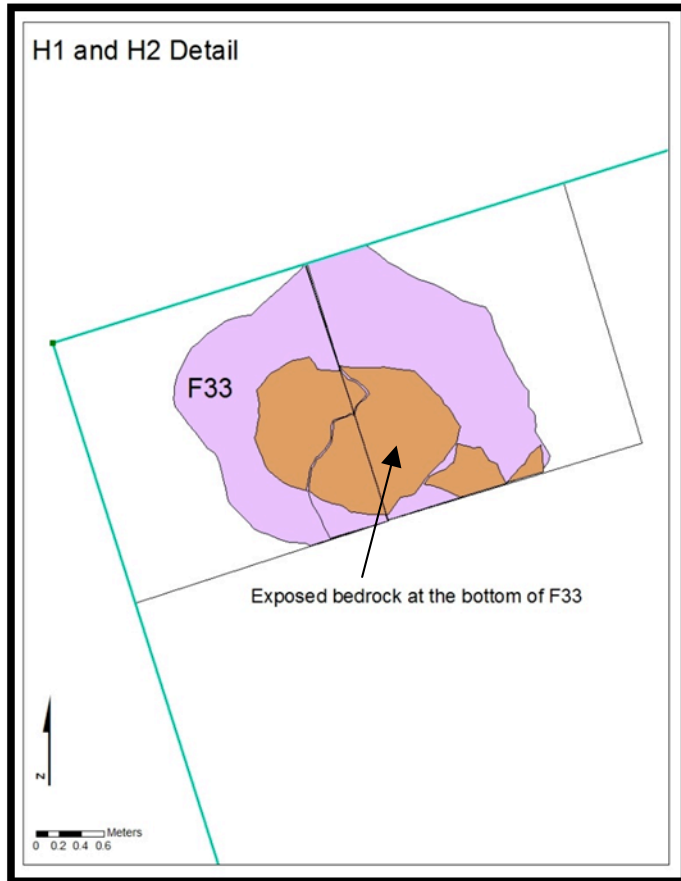 H1 and H2 Detail
F33
Exposed bedrock at the bottom of F33
N
Meters
0 0.2 0.4 0.6